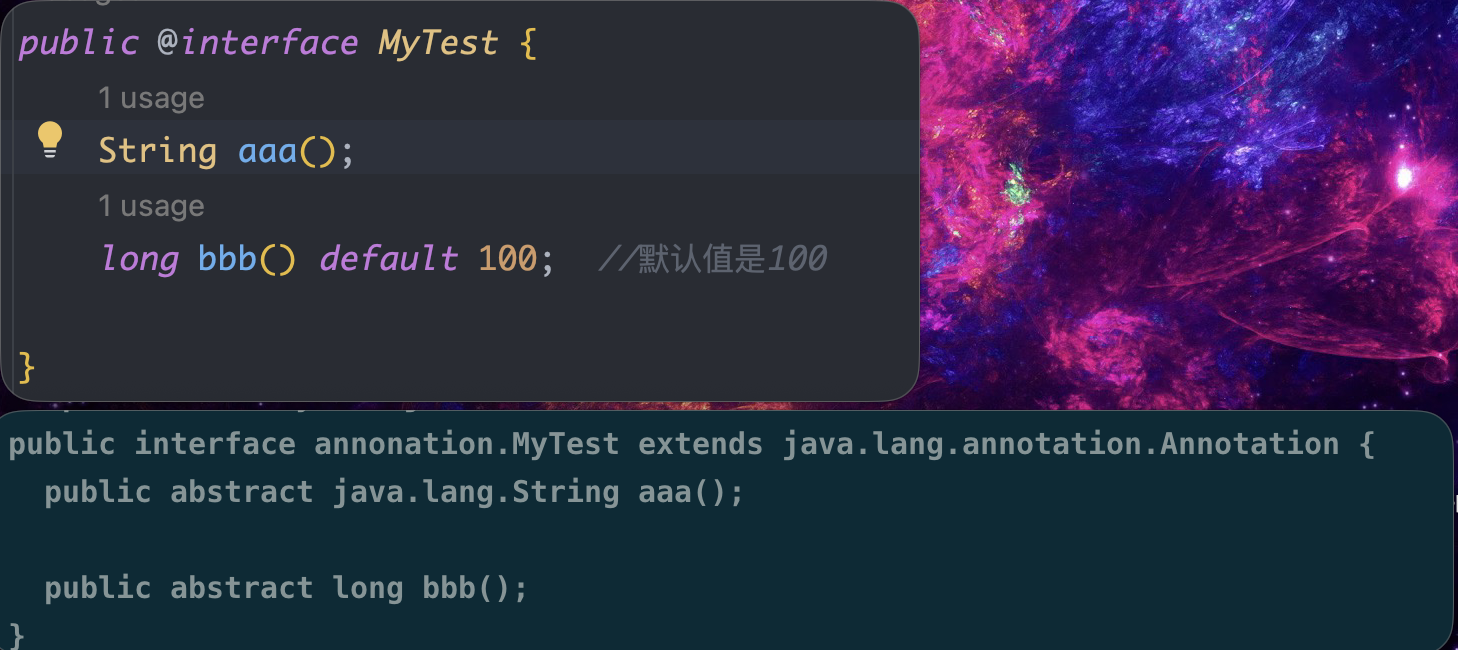 public @interface MyTest {
1 usage
String aaa();
1 usage
long bbb() default 100;  //默认值是100
}
public interface annonation.MyTest extends java.lang.annotation.Annotation {
public abstract java.lang.String aaa();
public abstract long bbb();
}